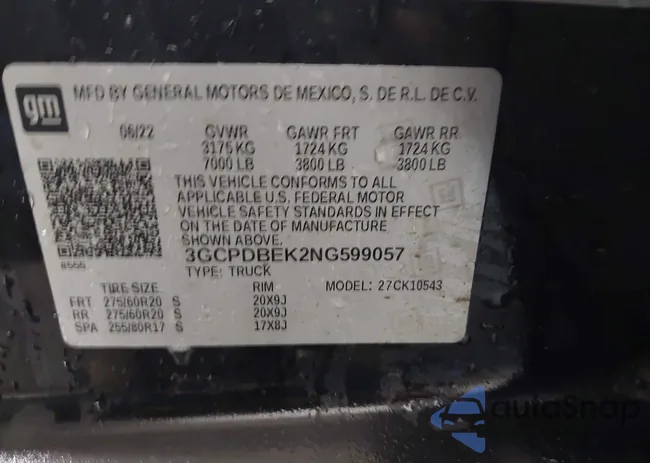 gm
MFD BY GENERAL MOTORS DE MEXICO, S. DE R.L. DE C.V.
06/22 GVWR GAWR FRT GAWR RR
3175 KG 1724 KG 1724 KG
7000 LB 3800 LB 3800 LB
THIS VEHICLE CONFORMS TO ALL
APPLICABLE U.S. FEDERAL MOTOR
VEHICLE SAFETY STANDARDS IN EFFECT
ON THE DATE OF MANUFACTURE
SHOWN ABOVE.
3GCPDBEK2NG599057
TYPE: TRUCK
TIRE SIZE RIM MODEL: 27CK10543
FRT 275/60R20 S 20X9J
RR 275/60R20 S 20X9J
SPA 255/80R17 S 17X8J
autoSnap